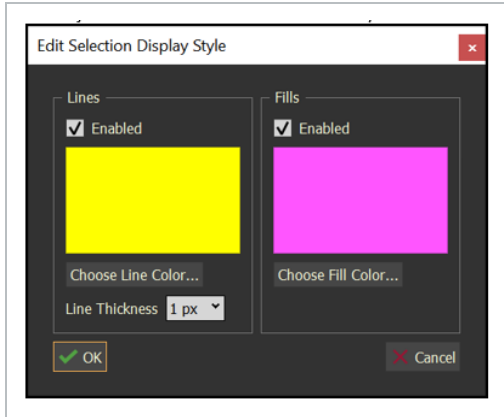 Edit Selection Display Style
Lines
Enabled
Choose Line Color...
Line Thickness 1 px
Fills
Enabled
Choose Fill Color...
OK
Cancel